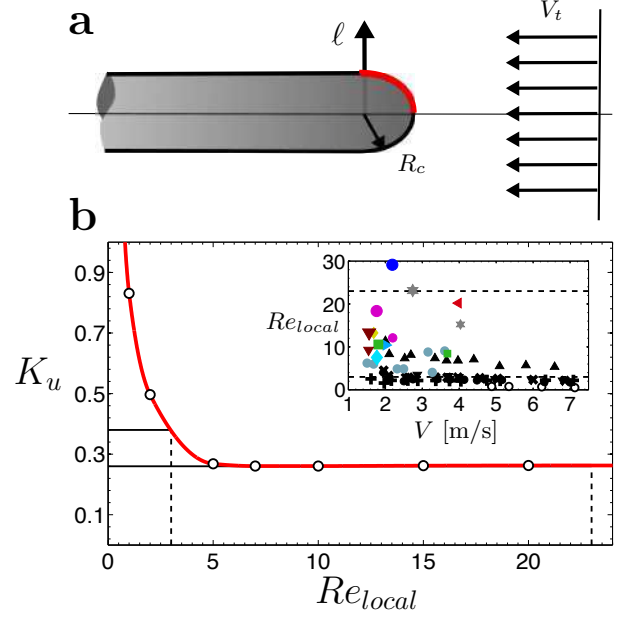 a
ℓ
V_t
R_c
b
0.9
0.7
0.5
0.3
0.1
K_u
0 5 10 15 20
Re_local
30
20
10
0
Re_local
1 2 3 4 5 6 7
V [m/s]